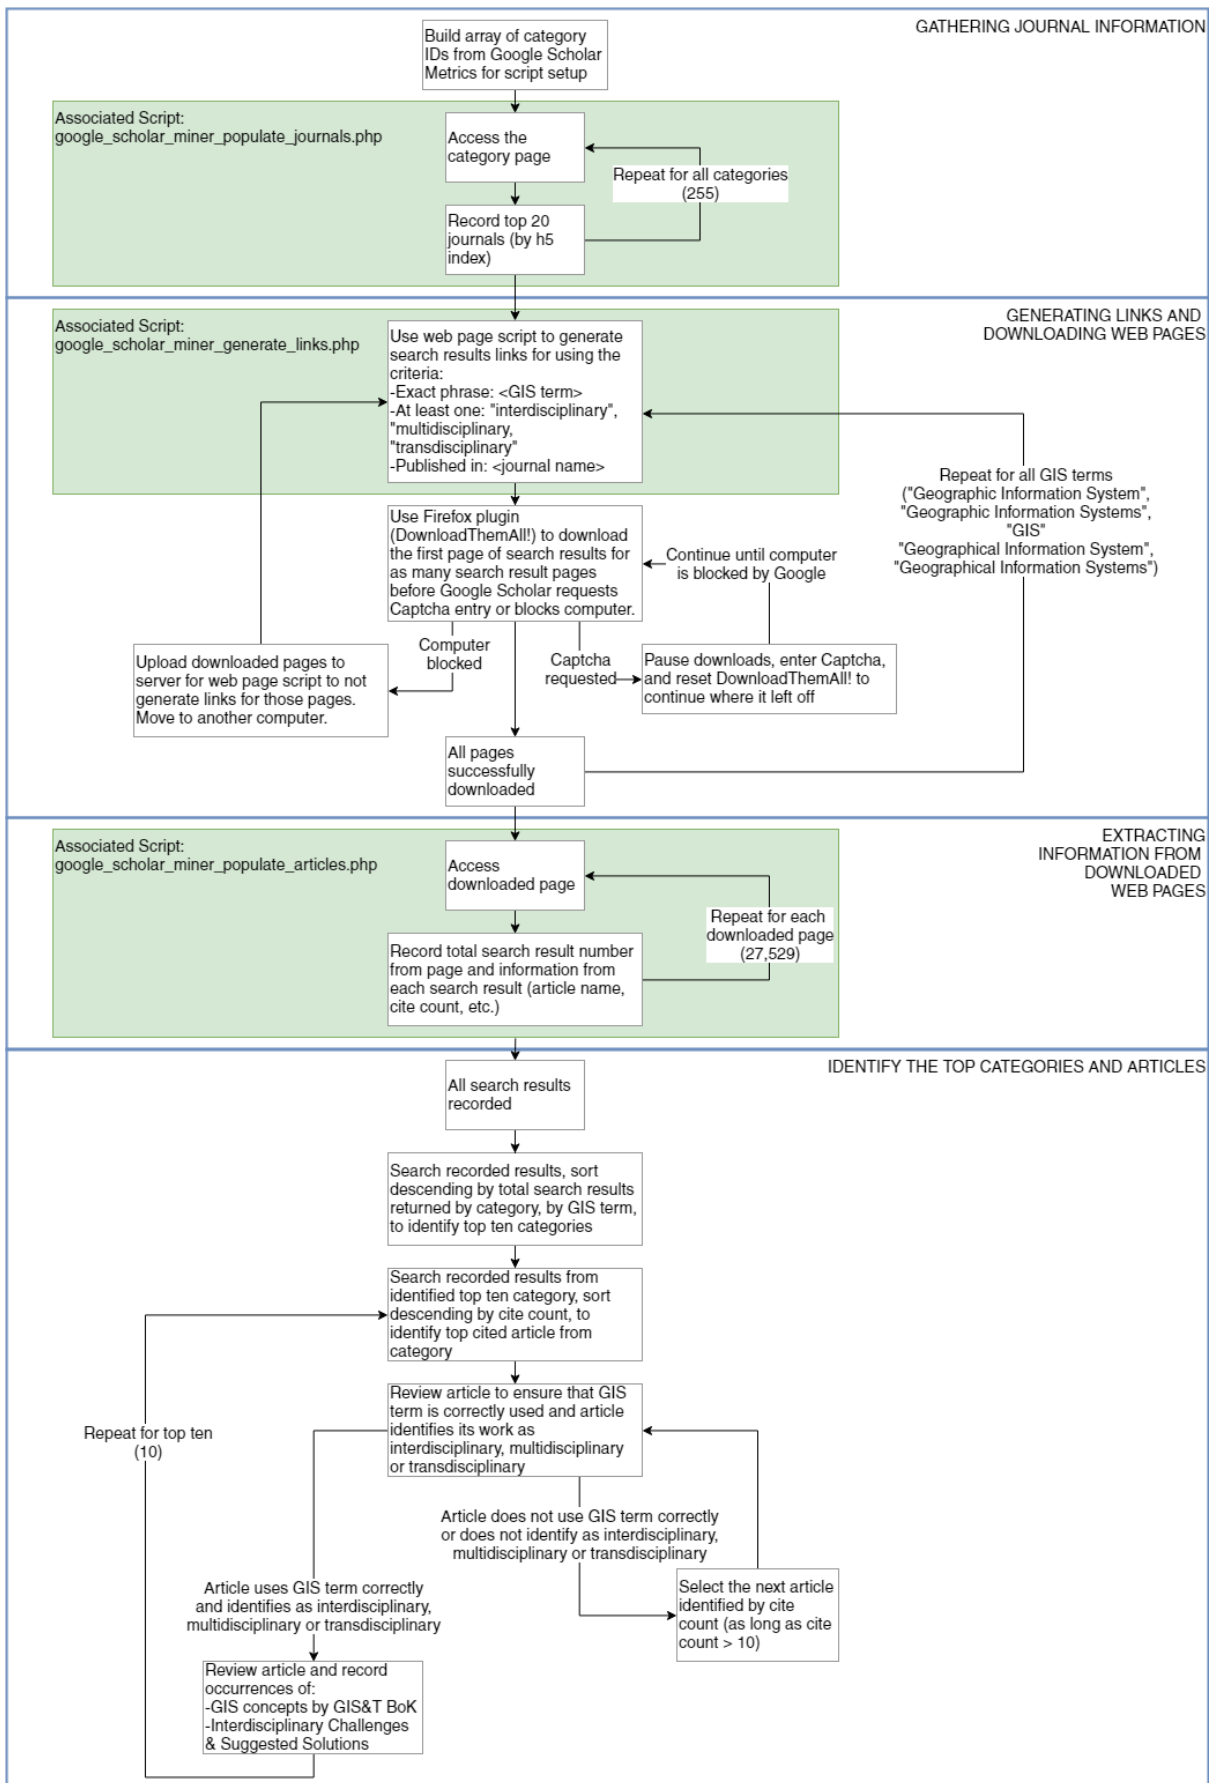 GATHERING JOURNAL INFORMATION
Build array of category
IDs from Google Scholar
Metrics for script setup
Associated Script:
google_scholar_miner_populate_journals.php
Access the
category page
Repeat for all categories
(255)
Record top 20
journals (by h5
index)
GENERATING LINKS AND
DOWNLOADING WEB PAGES
Associated Script:
google_scholar_miner_generate_links.php
Use web page script to generate
search results links for using the
criteria:
-Exact phrase: <GIS term>
-At least one: "interdisciplinary",
"multidisciplinary,
"transdisciplinary"
-Published in: <journal name>
Repeat for all GIS terms
("Geographic Information System",
"Geographic Information Systems",
"GIS"
"Geographical Information System",
"Geographical Information Systems")
Use Firefox plugin
(DownloadThemAll!) to download
the first page of search results for
as many search result pages
before Google Scholar requests
Captcha entry or blocks computer.
Continue until computer
is blocked by Google
Computer
blocked
Captcha
requested
Upload downloaded pages to
server for web page script to not
generate links for those pages.
Move to another computer.
Pause downloads, enter Captcha,
and reset DownloadThemAll! to
continue where it left off
All pages
successfully
downloaded
EXTRACTING
INFORMATION FROM
DOWNLOADED
WEB PAGES
Associated Script:
google_scholar_miner_populate_articles.php
Access
downloaded page
Repeat for each
downloaded page
(27,529)
Record total search result number
from page and information from
each search result (article name,
cite count, etc.)
IDENTIFY THE TOP CATEGORIES AND ARTICLES
All search results
recorded
Search recorded results, sort
descending by total search results
returned by category, by GIS term,
to identify top ten categories
Search recorded results from
identified top ten category, sort
descending by cite count, to
identify top cited article from
category
Review article to ensure that GIS
term is correctly used and article
identifies its work as
interdisciplinary, multidisciplinary
or transdisciplinary
Repeat for top ten
(10)
Article does not use GIS term correctly
or does not identify as interdisciplinary,
multidisciplinary or transdisciplinary
Article uses GIS term correctly
and identifies as interdisciplinary,
multidisciplinary or transdisciplinary
Select the next article
identified by cite
count (as long as cite
count > 10)
Review article and record
occurrences of:
-GIS concepts by GIS&T BoK
-Interdisciplinary Challenges
& Suggested Solutions